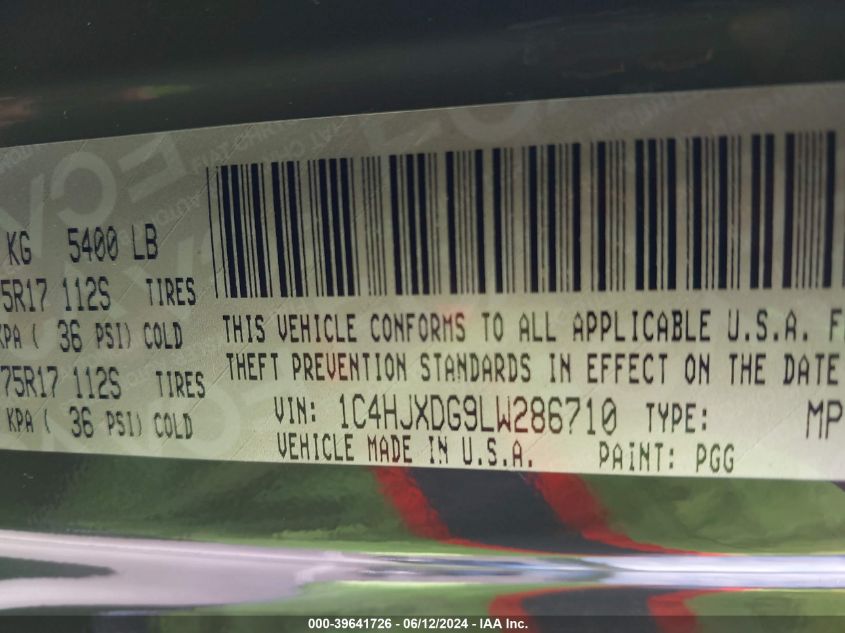 KG 5400 LB
5R17 112S TIRES
KPA ( 36 PSI) COLD
75R17 112S TIRES
KPA ( 36 PSI) COLD
THIS VEHICLE CONFORMS TO ALL APPLICABLE U.S.A. F
THEFT PREVENTION STANDARDS IN EFFECT ON THE DATE
VIN: 1C4HJXDG9LW286710 TYPE: MP
VEHICLE MADE IN U.S.A. PAINT: PGG
000-39641726 - 06/12/2024 - IAA Inc.